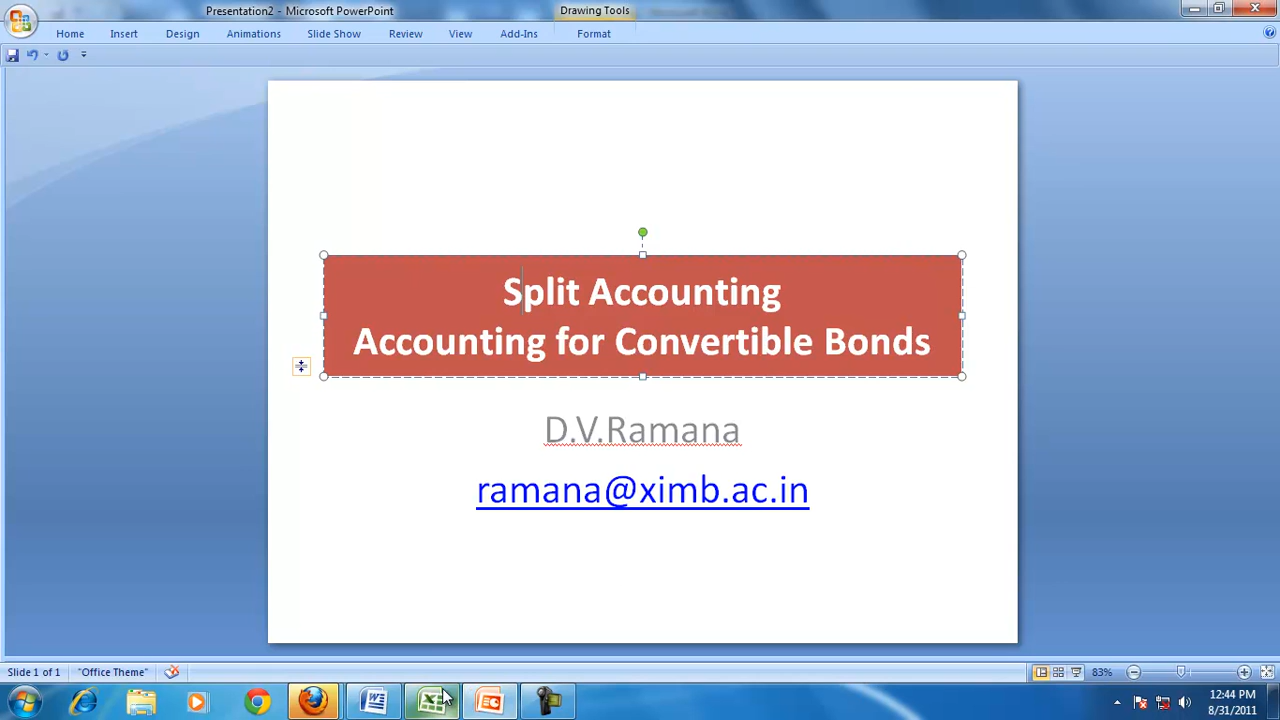 Presentation2 - Microsoft PowerPoint
Drawing Tools
Home Insert Design Animations Slide Show Review View Add-Ins Format
Split Accounting
Accounting for Convertible Bonds
D.V.Ramana
ramana@ximb.ac.in
Slide 1 of 1 "Office Theme" 83%
12:44 PM
8/31/2011